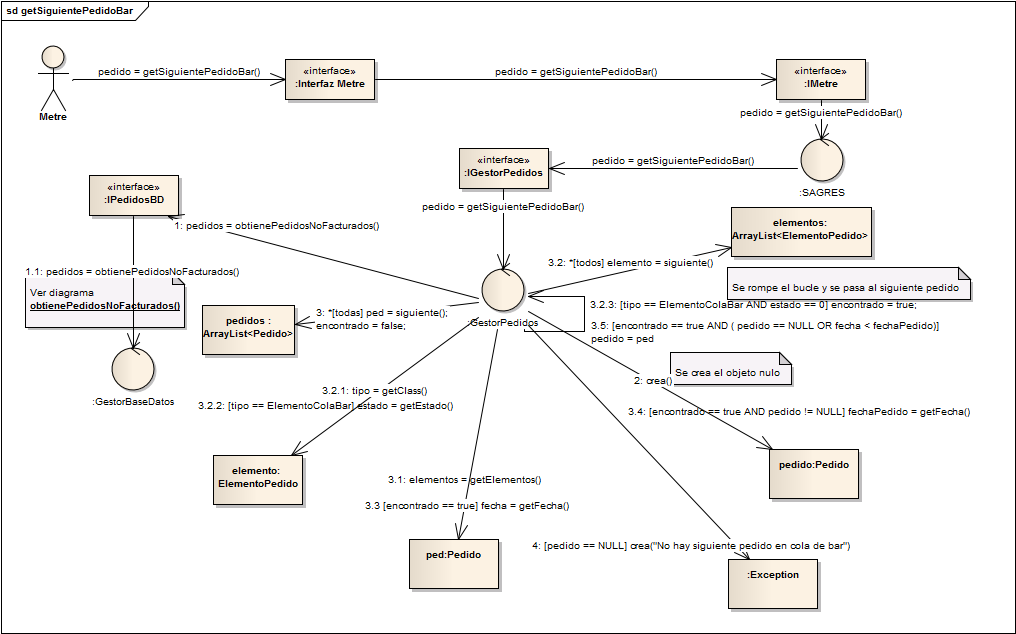 sd getSiguientePedidoBar
Metre
pedido = getSiguientePedidoBar()
«interface»
:Interfaz Metre
pedido = getSiguientePedidoBar()
«interface»
:IMetre
pedido = getSiguientePedidoBar()
:SAGRES
pedido = getSiguientePedidoBar()
«interface»
:IGestorPedidos
pedido = getSiguientePedidoBar()
«interface»
:IPedidosBD
1: pedidos = obtienePedidosNoFacturados()
1.1: pedidos = obtienePedidosNoFacturados()
Ver diagrama
obtienePedidosNoFacturados()
:GestorBaseDatos
elementos:
ArrayList<ElementoPedido>
3.2: *[todos] elemento = siguiente()
Se rompe el bucle y se pasa al siguiente pedido
:GestorPedidos
3.2.3: [tipo == ElementoColaBar AND estado == 0] encontrado = true;
3.5: [encontrado == true AND ( pedido == NULL OR fecha < fechaPedido)]
pedido = ped
pedidos :
ArrayList<Pedido>
3: *[todas] ped = siguiente();
encontrado = false;
Se crea el objeto nulo
2: crea()
3.2.1: tipo = getClass()
3.2.2: [tipo == ElementoColaBar] estado = getEstado()
3.4: [encontrado == true AND pedido != NULL] fechaPedido = getFecha()
elemento:
ElementoPedido
pedido:Pedido
3.1: elementos = getElementos()
3.3 [encontrado == true] fecha = getFecha()
ped:Pedido
4: [pedido == NULL] crea("No hay siguiente pedido en cola de bar")
:Exception